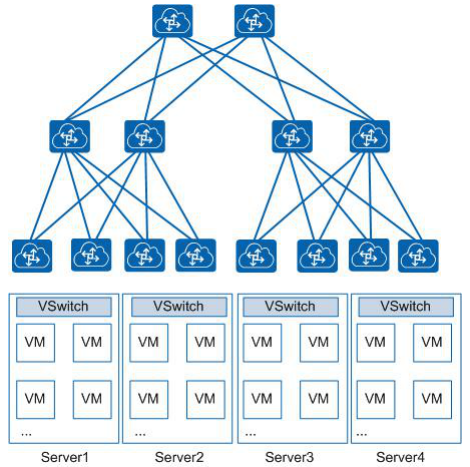 VSwitch VSwitch VSwitch VSwitch
VM VM VM VM VM VM VM VM
VM VM VM VM VM VM VM VM
... ... ... ...
Server1 Server2 Server3 Server4